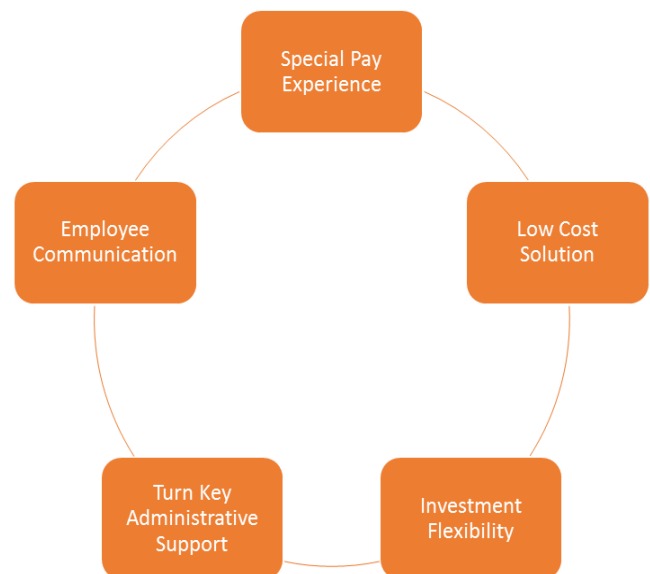 Special Pay
Experience
Low Cost
Solution
Investment
Flexibility
Turn Key
Administrative
Support
Employee
Communication